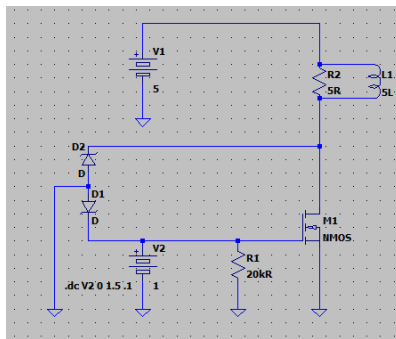 V1
5
R2
5R
L1
5L
D2
D
D1
D
V2
1
.dc V2 0 1.5 .1
R1
20kR
M1
NMOS